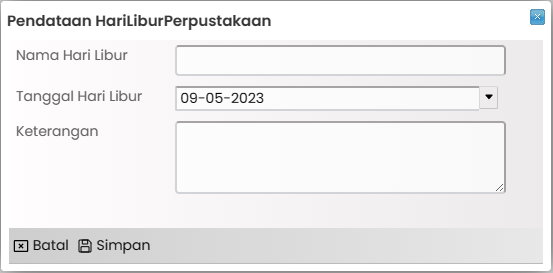 Pendataan HariLiburPerpustakaan
Nama Hari Libur
Tanggal Hari Libur 09-05-2023
Keterangan
Batal Simpan